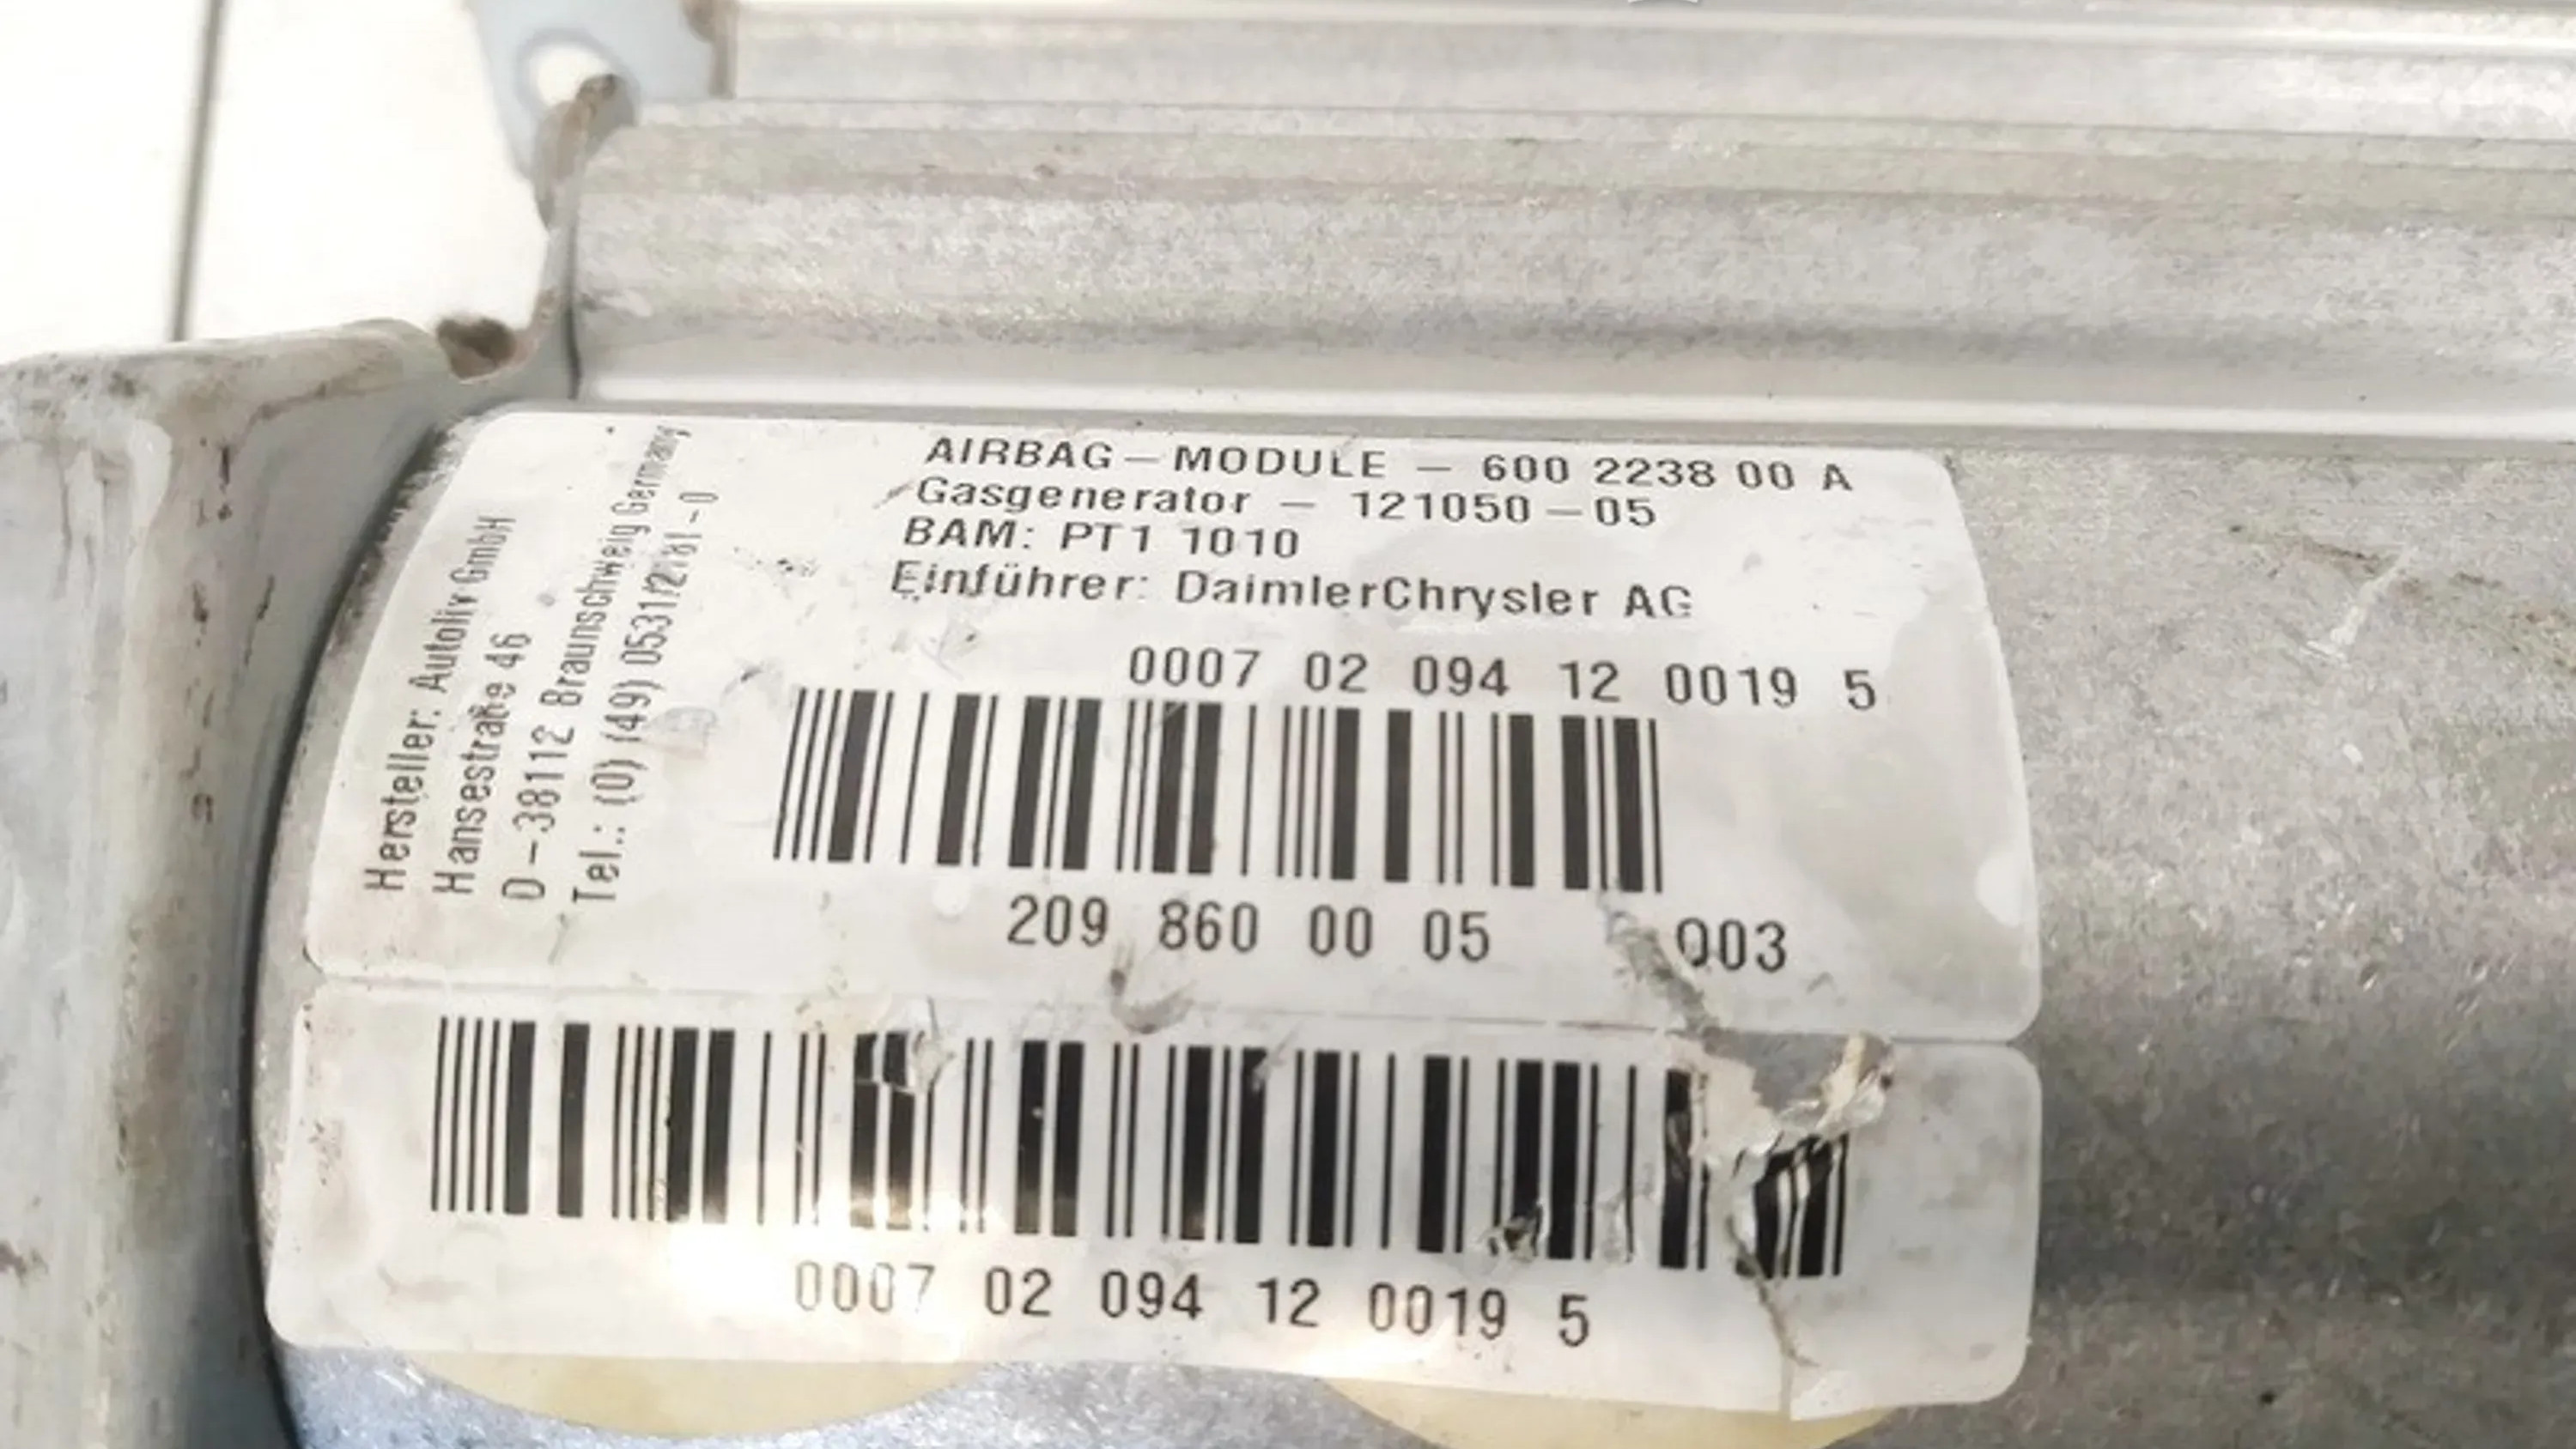 AIRBAG – MODULE – 600 2238 00 A
Gasgenerator – 121050 – 05
BAM: PT1 1010
Einführer: DaimlerChrysler AG
0007 02 094 12 0019 5
209 860 00 05 003
0007 02 094 12 0019 5
Hersteller: Autoliv GmbH
Hansestraße 46
D – 38112 Braunschweig Germany
Tel.: (0) (49) 0531/